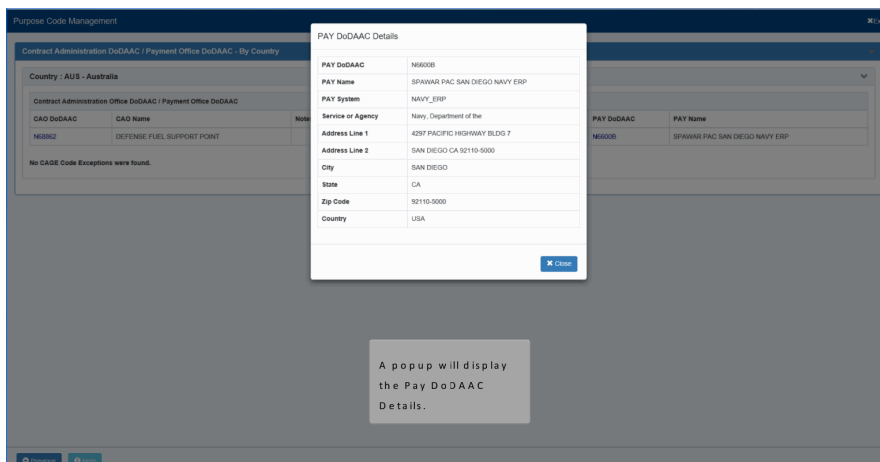 Purpose Code Management
Contract Administration DoDAAC / Payment Office DoDAAC - By Country
Country : AUS - Australia
Contract Administration Office DoDAAC / Payment Office DoDAAC
CAO DoDAAC CAO Name PAY DoDAAC PAY Name
N68862 DEFENSE FUEL SUPPORT POINT N6600B SPAWAR PAC SAN DIEGO NAVY ERP
No CAGE Code Exceptions were found.
PAY DoDAAC Details
PAY DoDAAC N6600B
PAY Name SPAWAR PAC SAN DIEGO NAVY ERP
PAY System NAVY_ERP
Service or Agency Navy, Department of the
Address Line 1 4297 PACIFIC HIGHWAY BLDG 7
Address Line 2 SAN DIEGO CA 92110-5000
City SAN DIEGO
State CA
Zip Code 92110-5000
Country USA
Close
A popup will display
the Pay DoDAAC
Details.